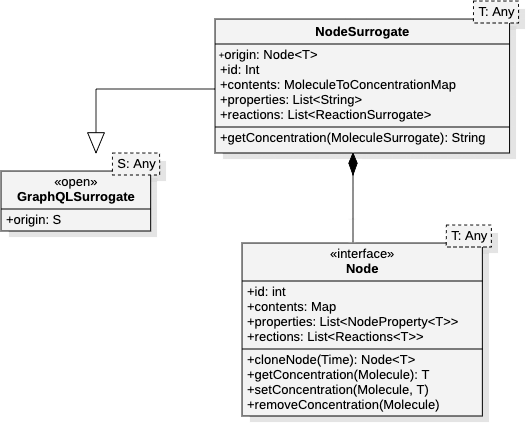 T: Any
NodeSurrogate
+origin: Node<T>
+id: Int
+contents: MoleculeToConcentrationMap
+properties: List<String>
+reactions: List<ReactionSurrogate>
+getConcentration(MoleculeSurrogate): String
S: Any
«open»
GraphQLSurrogate
+origin: S
T: Any
«interface»
Node
+id: int
+contents: Map
+properties: List<NodeProperty<T>>
+rections: List<Reactions<T>>
+cloneNode(Time): Node<T>
+getConcentration(Molecule): T
+setConcentration(Molecule, T)
+removeConcentration(Molecule)